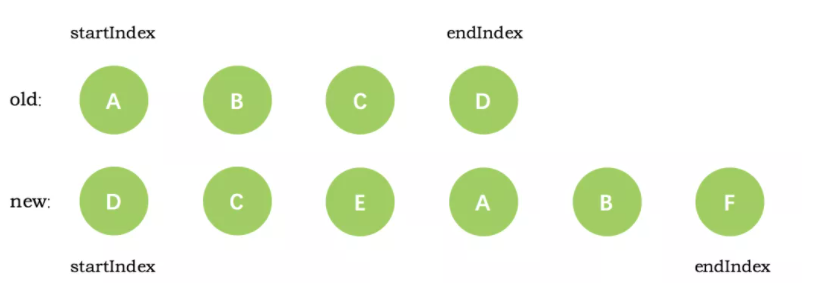 startIndex endIndex
old: A B C D
new: D C E A B F
startIndex endIndex